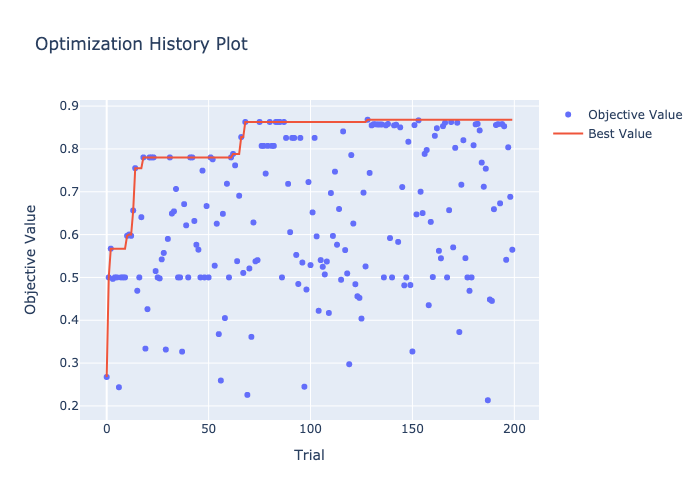 Optimization History Plot
Objective Value
Best Value
Objective Value
0.9
0.8
0.7
0.6
0.5
0.4
0.3
0.2
0
50
100
150
200
Trial